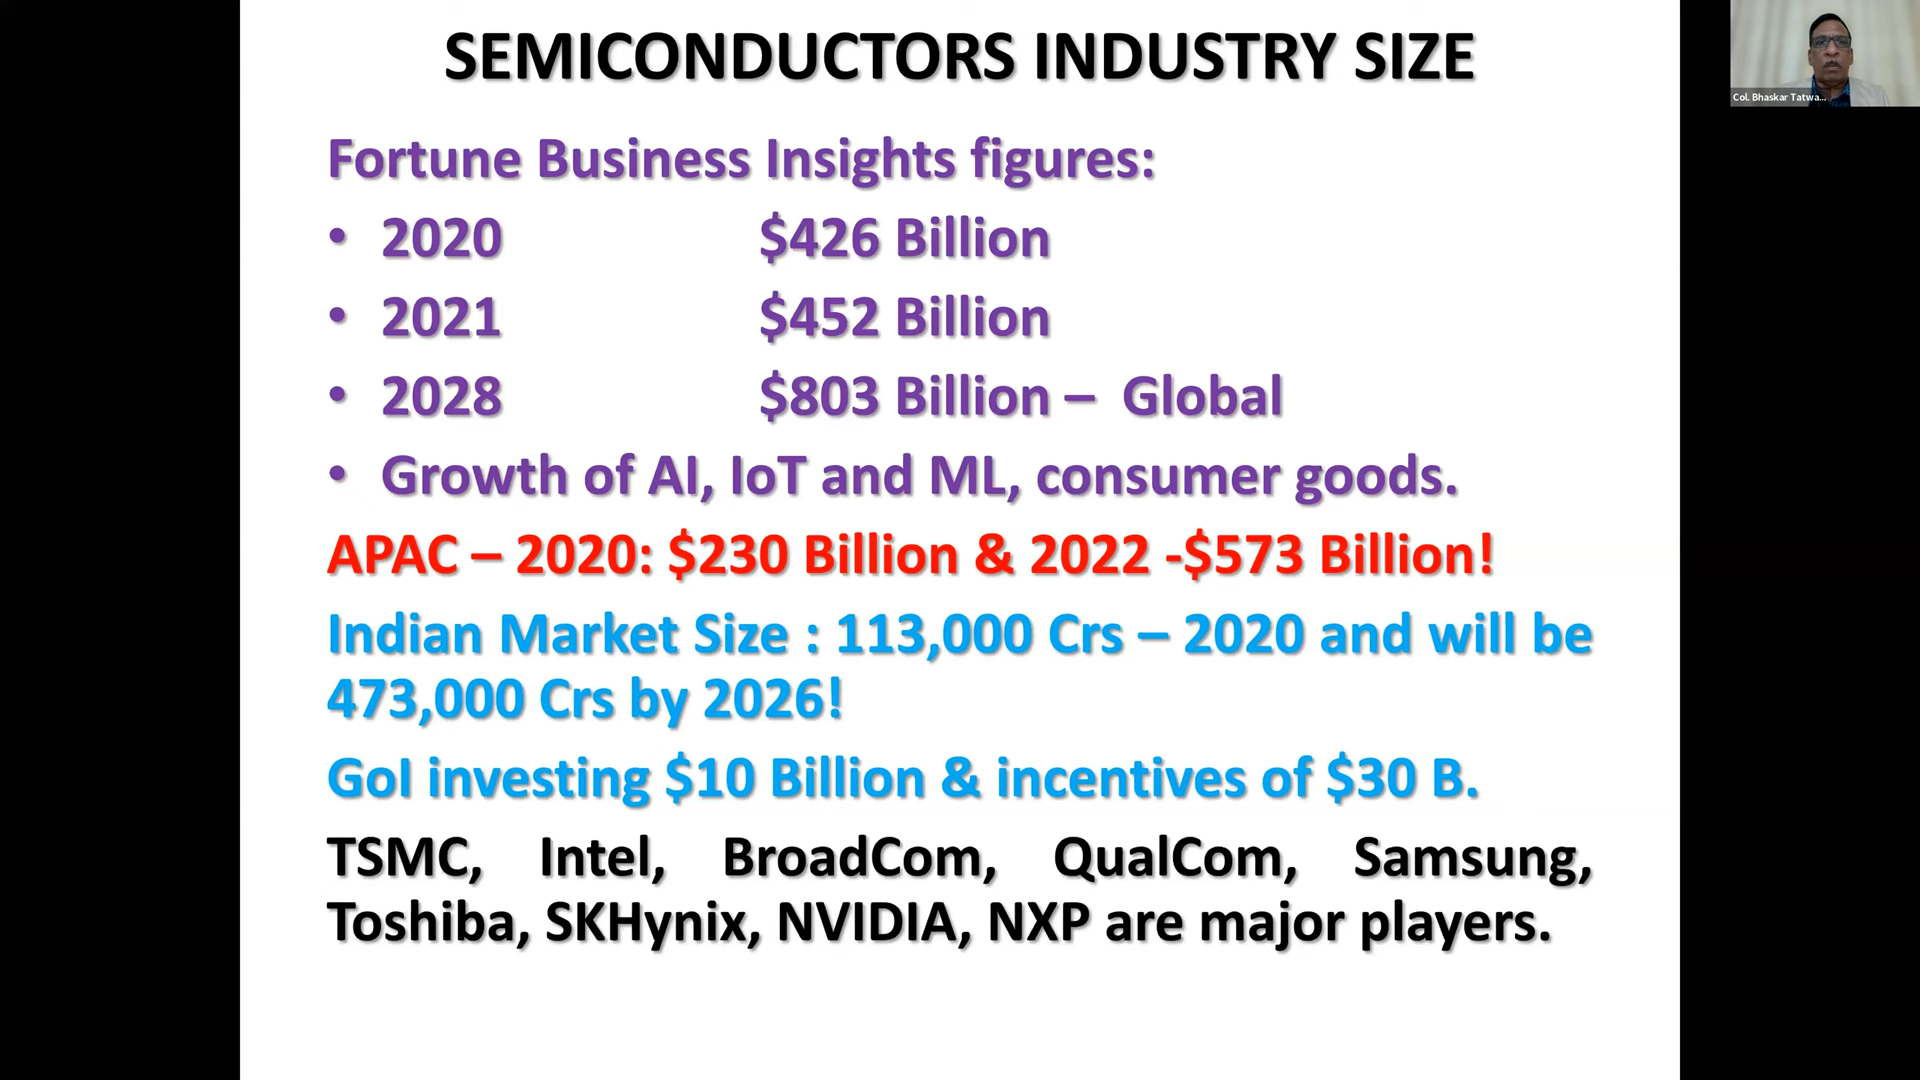 SEMICONDUCTORS INDUSTRY SIZE
Col. Bhaskar Tatwa...
Fortune Business Insights figures:
• 2020 $426 Billion
• 2021 $452 Billion
• 2028 $803 Billion – Global
• Growth of AI, IoT and ML, consumer goods.
APAC – 2020: $230 Billion & 2022 -$573 Billion!
Indian Market Size : 113,000 Crs – 2020 and will be
473,000 Crs by 2026!
GoI investing $10 Billion & incentives of $30 B.
TSMC, Intel, BroadCom, QualCom, Samsung,
Toshiba, SKHynix, NVIDIA, NXP are major players.